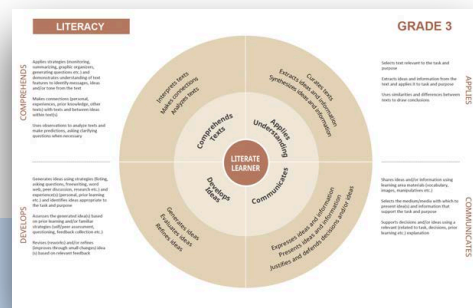 LITERACY
GRADE 3
COMPREHENDS
Applies strategies (monitoring,
summarizing, graphic organizers,
generating questions etc.) and
demonstrates understanding of text
features to identify messages, ideas
and/or tone from the text
Makes connections (personal,
experiences, prior knowledge, other
texts) with texts and between ideas
within text(s)
Uses observations to analyze texts and
make predictions, asking clarifying
questions when necessary
DEVELOPS
Generates ideas using strategies (listing,
asking questions, freewriting, word
web, peer discussion, research etc.) and
experience(s) (personal, prior learning
etc.) and identifies ideas appropriate to
the task and purpose
Assesses the generated idea(s) based
on prior learning and/or familiar
strategies (self/peer assessment,
questioning, feedback collection etc.)
Revises (reworks) and/or refines
(improves through small changes) idea
(s) based on relevant feedback
Interprets texts
Makes connections
Analyzes texts
Curates texts
Extracts ideas and information
Synthesizes ideas and information
Comprehends
Texts
Applies
Understanding
LITERATE
LEARNER
Develops
Ideas
Communicates
Generates ideas
Evaluates ideas
Refines ideas
Expresses ideas and information
Presents ideas and information
Justifies and defends decisions and/or ideas
APPLIES
Selects text relevant to the task and
purpose
Extracts ideas and information from
the text and applies it to task and purpose
Uses similarities and differences between
texts to draw conclusions
COMMUNICATES
Shares ideas and/or information using
learning area materials (vocabulary,
images, manipulatives etc.)
Selects the medium/media with which to
present idea(s) and information that
support the task and purpose
Supports decisions and/or ideas using a
relevant (related to task, decisions, prior
learning etc.) explanation